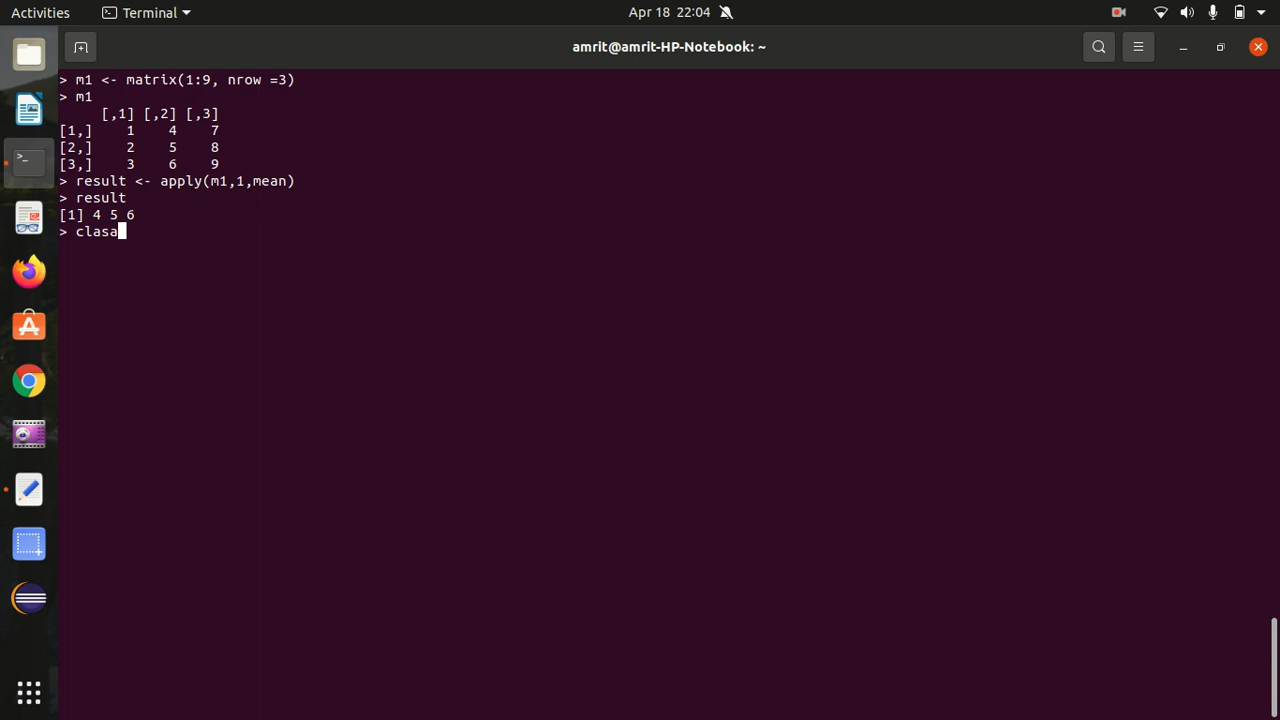 Activities
Terminal
Apr 18 22:04
amrit@amrit-HP-Notebook: ~
> m1 <- matrix(1:9, nrow =3)
> m1
     [,1] [,2] [,3]
[1,]    1    4    7
[2,]    2    5    8
[3,]    3    6    9
> result <- apply(m1,1,mean)
> result
[1] 4 5 6
> clasa